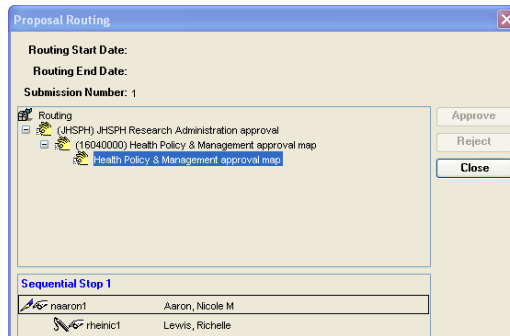 Proposal Routing
Routing Start Date:
Routing End Date:
Submission Number: 1
Routing
(JHSPH) JHSPH Research Administration approval
(16040000) Health Policy & Management approval map
Health Policy & Management approval map
Approve
Reject
Close
Sequential Stop 1
naaron1 Aaron, Nicole M
rheinic1 Lewis, Richelle